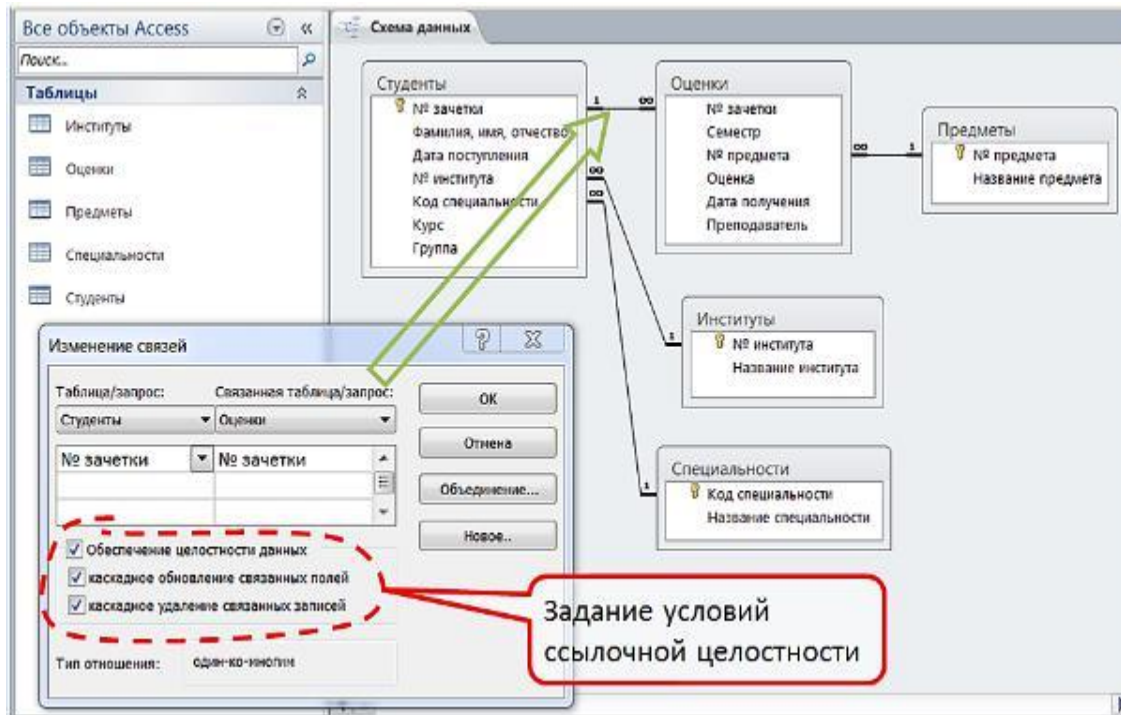 Все объекты Access
Поиск...
Таблицы
Институты
Оценки
Предметы
Специальности
Студенты
Схема данных
Студенты
№ зачетки
Фамилия, имя, отчество
Дата поступления
№ института
Код специальности
Курс
Группа
1
∞
∞
∞
Оценки
№ зачетки
Семестр
№ предмета
Оценка
Дата получения
Преподаватель
∞
1
Предметы
№ предмета
Название предмета
1
Институты
№ института
Название института
1
Специальности
Код специальности
Название специальности
Изменение связей
Таблица/запрос: Связанная таблица/запрос:
Студенты Оценки
№ зачетки № зачетки
Обеспечение целостности данных
каскадное обновление связанных полей
каскадное удаление связанных записей
Тип отношения: один-ко-многим
ОК
Отмена
Объединение...
Новое..
Задание условий
ссылочной целостности